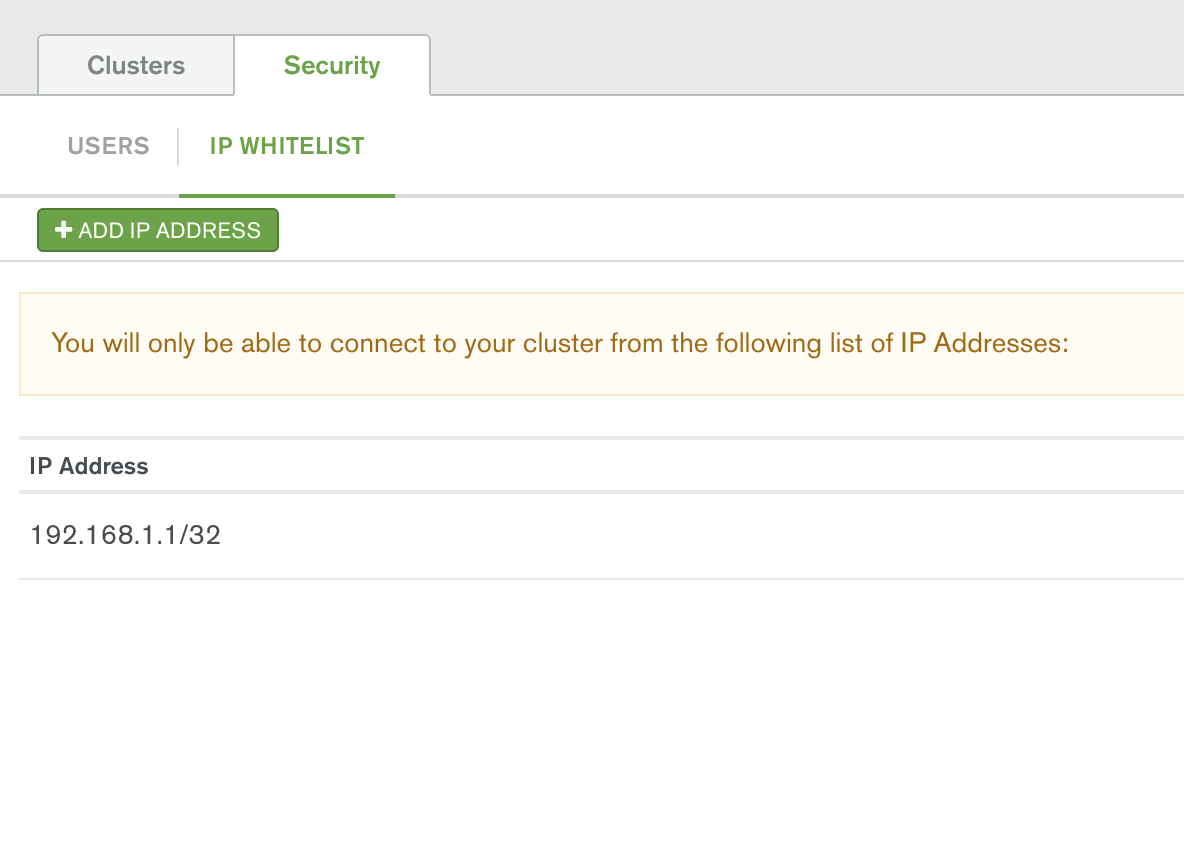 Clusters Security
USERS IP WHITELIST
+ ADD IP ADDRESS
You will only be able to connect to your cluster from the following list of IP Addresses:
IP Address
192.168.1.1/32